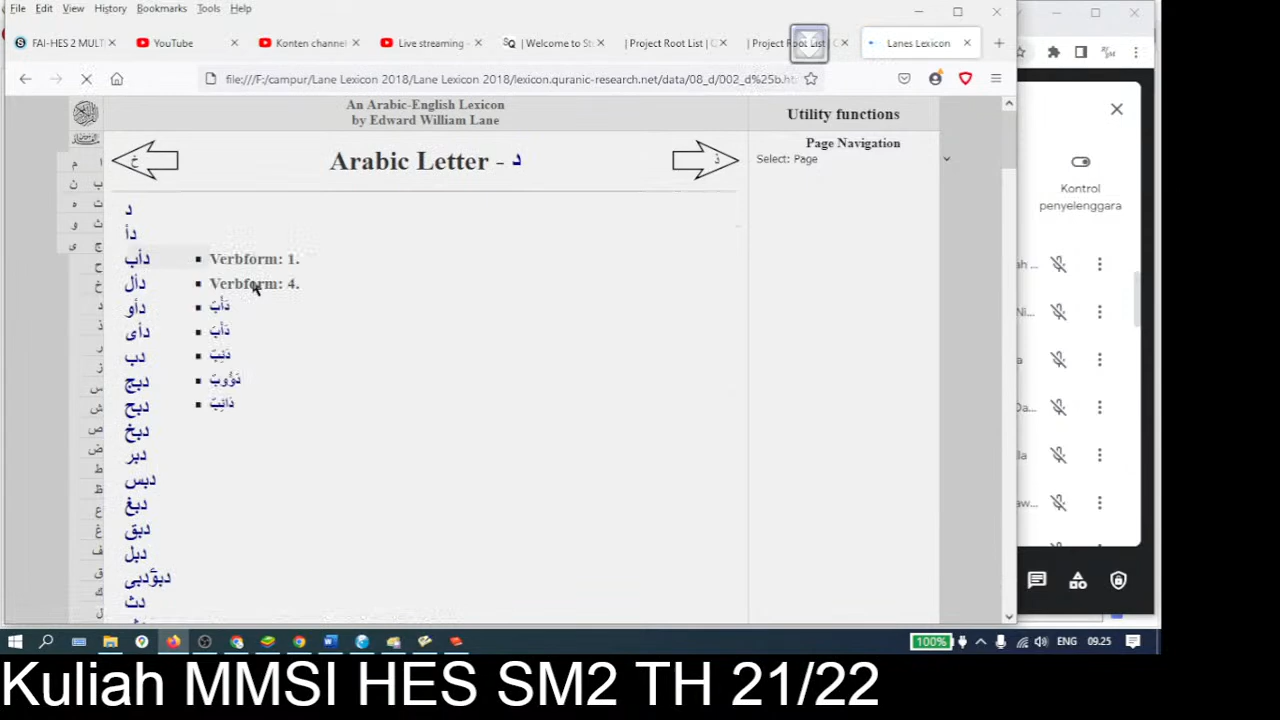 File Edit View History Bookmarks Tools Help
FAI-HES 2 MULTI
YouTube
Konten channel
Live streaming -
SQ | Welcome to St
| Project Root List | C
| Project Root List | C
Lanes Lexicon
file:///F:/campur/Lane Lexicon 2018/Lane Lexicon 2018/lexicon.quranic-research.net/data/08_d/002_d%25b.ht
An Arabic-English Lexicon
by Edward William Lane
Utility functions
Page Navigation
Select: Page
خ
Arabic Letter - د
ذ
ا م
ب ن
ت ه
ث و
ج ى
ح
خ
د
ذ
ر
ز
س
ش
ص
ض
ط
ظ
ع
غ
ف
ق
ك
ل
د
دأ
دأب
دأل
دأو
دأى
دب
دبج
دبح
دبخ
دبر
دبس
دبغ
دبق
دبل
دث
Verbform: 1.
Verbform: 4.
دَأْبٌ
دَأَبٌ
دَئِبٌ
دَؤُوبٌ
دَائِبٌ
Kontrol
penyelenggara
100%
ENG
09.25
Kuliah MMSI HES SM2 TH 21/22